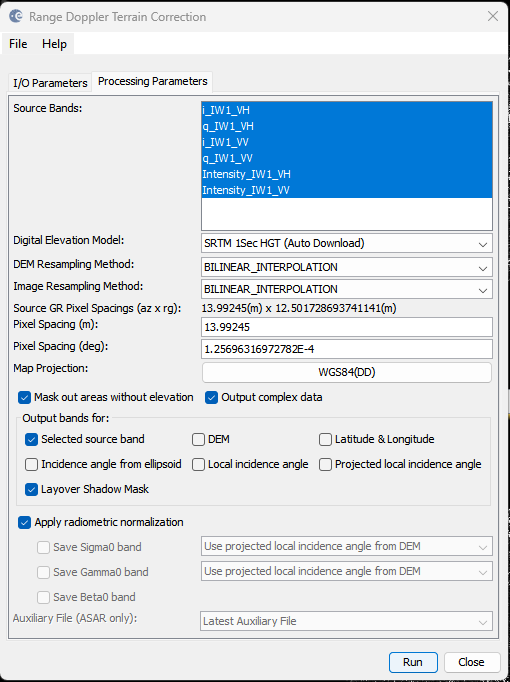 Range Doppler Terrain Correction
File Help
I/O Parameters Processing Parameters
Source Bands:
i_IW1_VH
q_IW1_VH
i_IW1_VV
q_IW1_VV
Intensity_IW1_VH
Intensity_IW1_VV
Digital Elevation Model: SRTM 1Sec HGT (Auto Download)
DEM Resampling Method: BILINEAR_INTERPOLATION
Image Resampling Method: BILINEAR_INTERPOLATION
Source GR Pixel Spacings (az x rg): 13.99245(m) x 12.501728693741141(m)
Pixel Spacing (m): 13.99245
Pixel Spacing (deg): 1.25696316972782E-4
Map Projection: WGS84(DD)
Mask out areas without elevation Output complex data
Output bands for:
Selected source band DEM Latitude & Longitude
Incidence angle from ellipsoid Local incidence angle Projected local incidence angle
Layover Shadow Mask
Apply radiometric normalization
Save Sigma0 band Use projected local incidence angle from DEM
Save Gamma0 band Use projected local incidence angle from DEM
Save Beta0 band
Auxiliary File (ASAR only): Latest Auxiliary File
Run Close